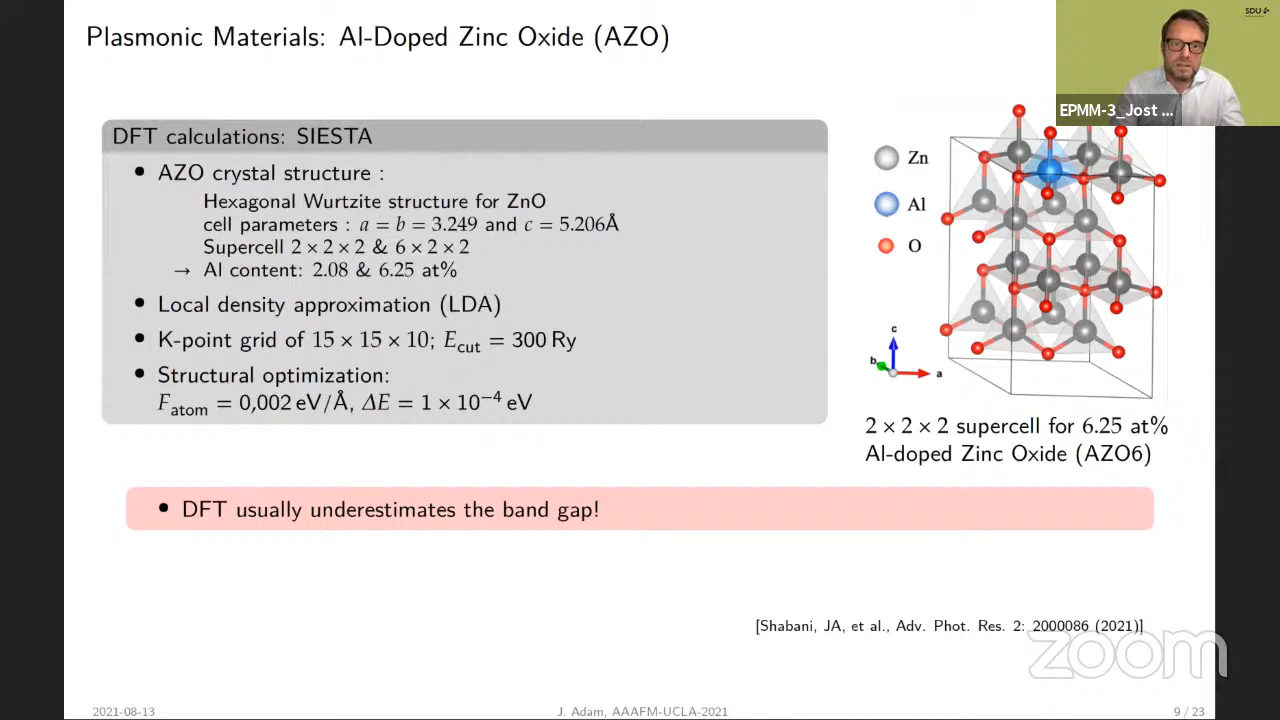 Plasmonic Materials: Al-Doped Zinc Oxide (AZO)
SDU
EPMM-3_Jost ...
DFT calculations: SIESTA
• AZO crystal structure :
Hexagonal Wurtzite structure for ZnO
cell parameters : a = b = 3.249 and c = 5.206Å
Supercell 2 × 2 × 2 & 6 × 2 × 2
→ Al content: 2.08 & 6.25 at%
• Local density approximation (LDA)
• K-point grid of 15 × 15 × 10; E_cut = 300 Ry
• Structural optimization:
F_atom = 0,002 eV/Å, ΔE = 1 × 10⁻⁴ eV
Zn
Al
O
c
b
a
2 × 2 × 2 supercell for 6.25 at%
Al-doped Zinc Oxide (AZO6)
• DFT usually underestimates the band gap!
[Shabani, JA, et al., Adv. Phot. Res. 2: 2000086 (2021)]
zoom
2021-08-13
J. Adam, AAAFM-UCLA-2021
9 / 23